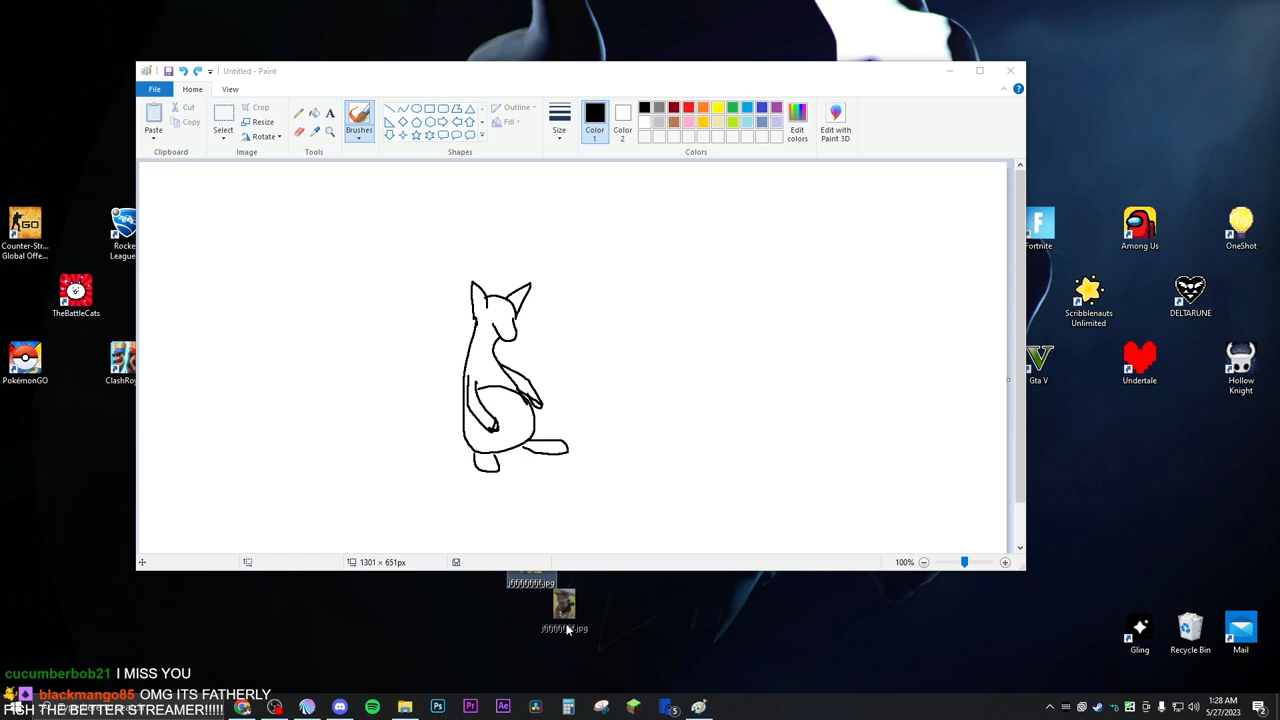 Untitled - Paint
File
Home
View
Paste
Cut
Copy
Clipboard
Select
Crop
Resize
Rotate
Image
Tools
Brushes
Shapes
Outline
Fill
Size
Color 1
Color 2
Edit colors
Edit with Paint 3D
Colors
Counter-Str... Global Offe...
Rocke League
Fortnite
Among Us
OneShot
TheBattleCats
Scribblenauts Unlimited
DELTARUNE
PokémonGO
ClashRoy
Gta V
Undertale
Hollow Knight
1301 × 651px
100%
Gling
Recycle Bin
Mail
cucumberbob21 I MISS YOU
blackmango85 OMG ITS FATHERLY
FISH THE BETTER STREAMER!!!!!
1:28 AM
5/27/2023